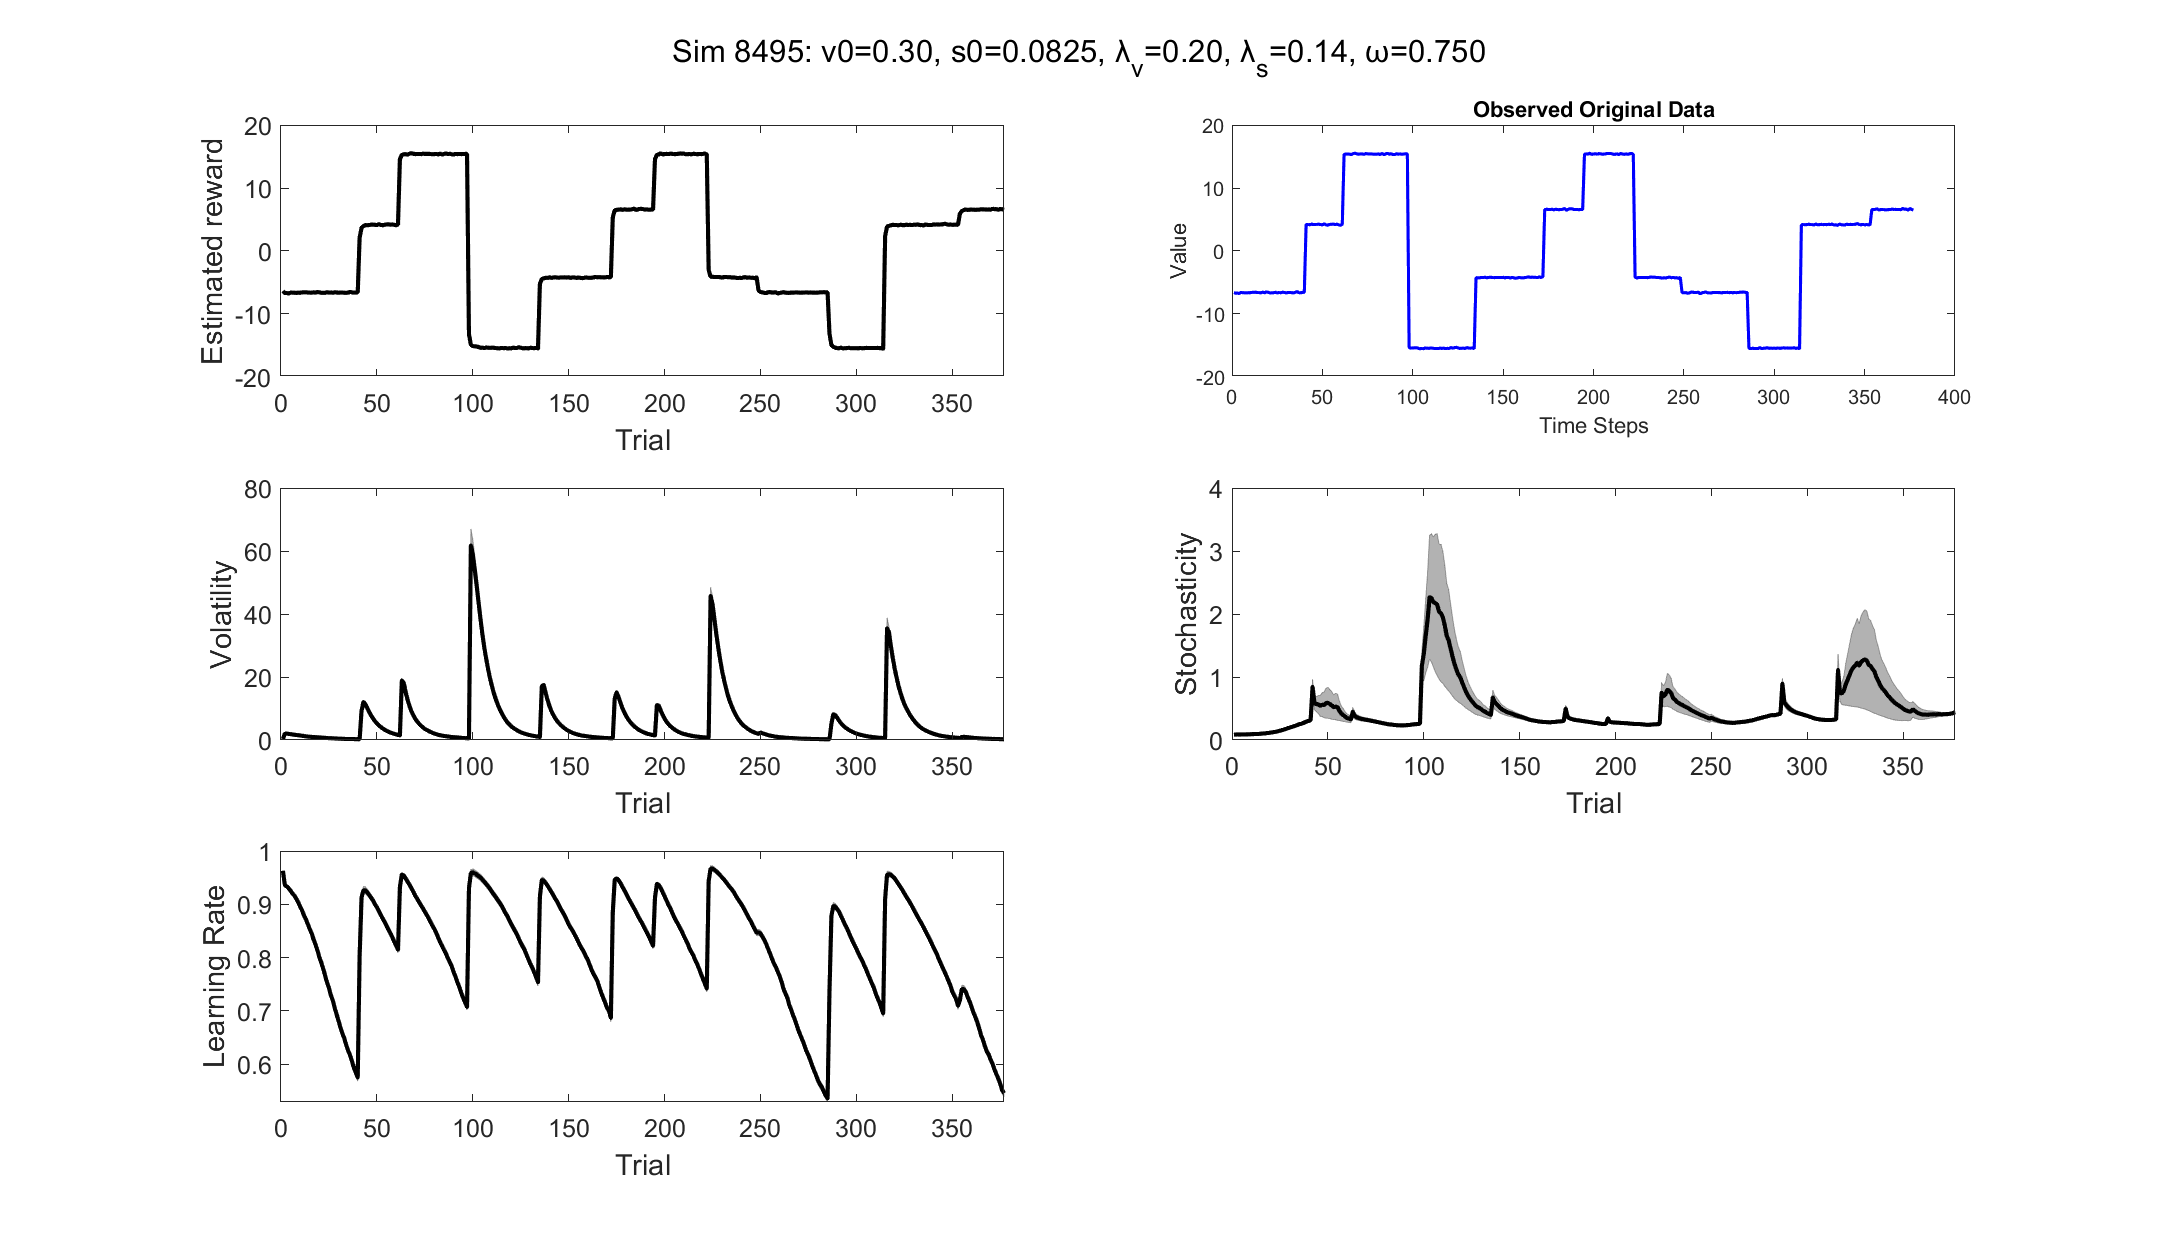 Sim 8495: v0=0.30, s0=0.0825, λ_v=0.20, λ_s=0.14, ω=0.750
20
10
0
-10
-20
Estimated reward
0 50 100 150 200 250 300 350
Trial
Observed Original Data
20
10
0
-10
-20
Value
0 50 100 150 200 250 300 350 400
Time Steps
80
60
40
20
0
Volatility
0 50 100 150 200 250 300 350
Trial
4
3
2
1
0
Stochasticity
0 50 100 150 200 250 300 350
Trial
1
0.9
0.8
0.7
0.6
Learning Rate
0 50 100 150 200 250 300 350
Trial